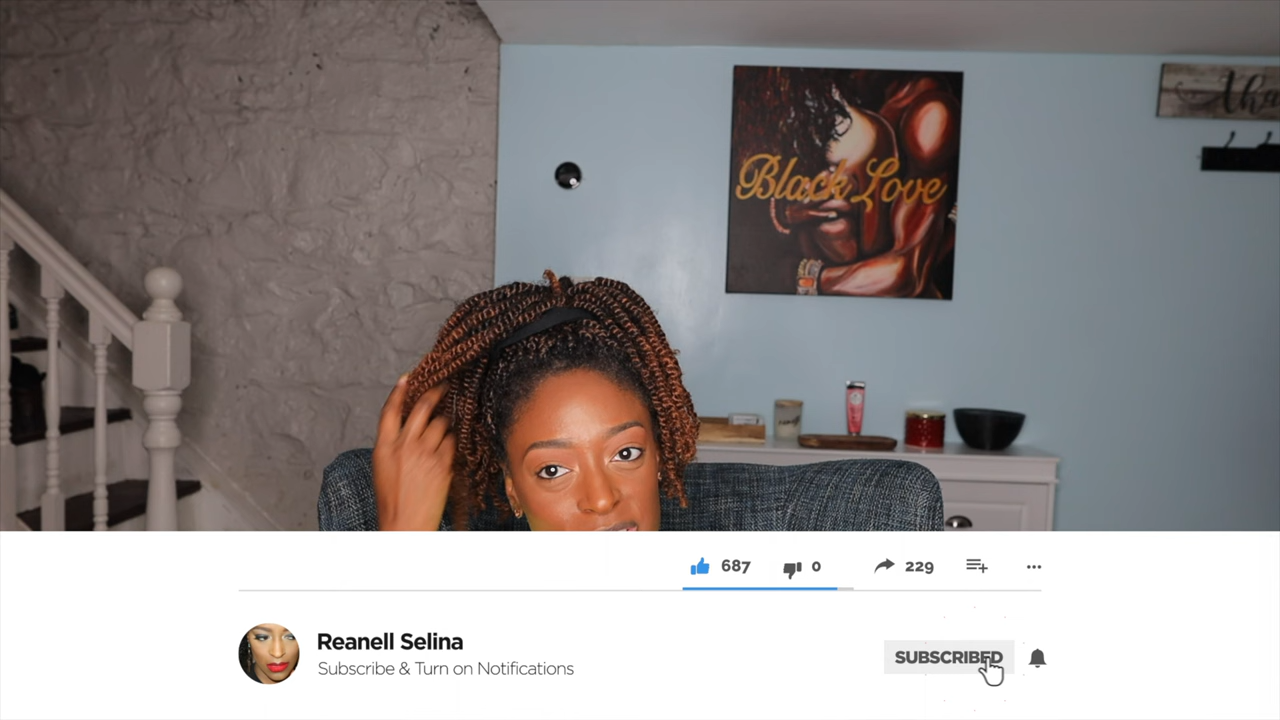 Black Love
687
0
229
Reanell Selina
Subscribe & Turn on Notifications
SUBSCRIBED